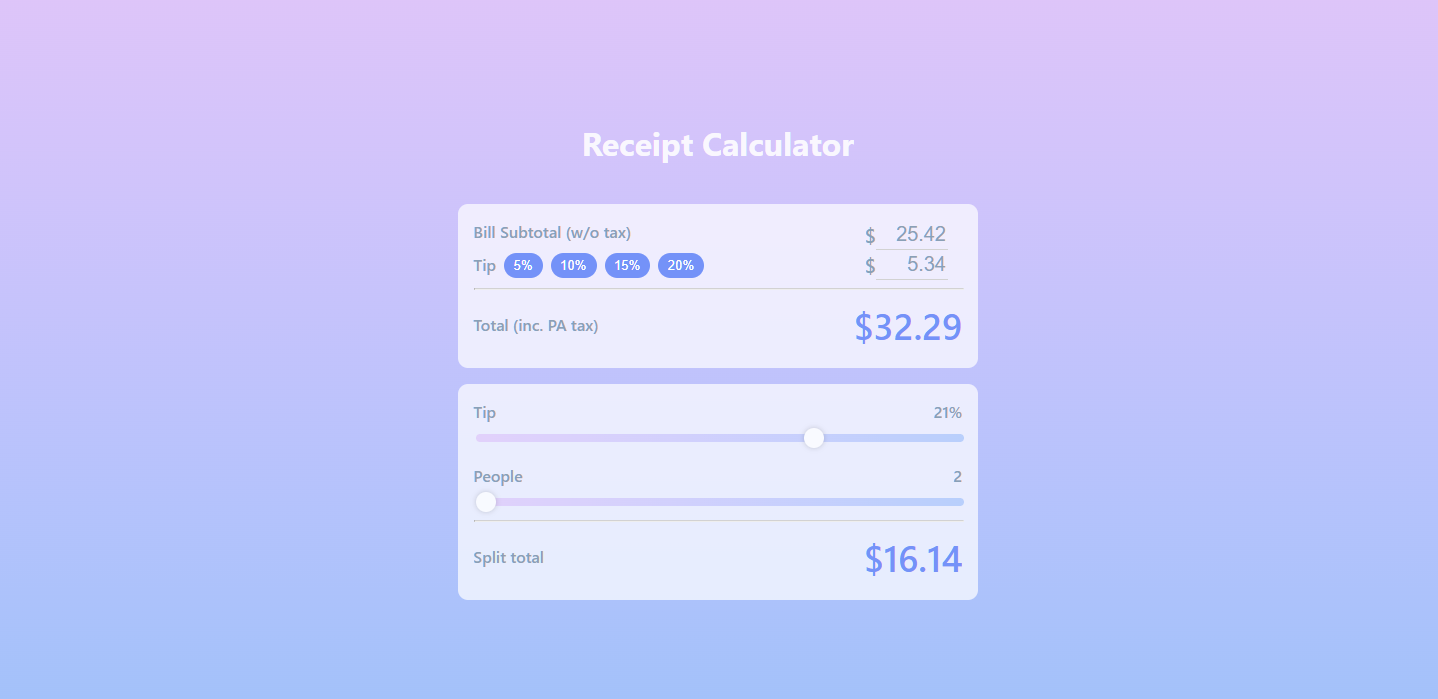 Receipt Calculator
Bill Subtotal (w/o tax) $ 25.42
Tip 5% 10% 15% 20% $ 5.34
Total (inc. PA tax) $32.29
Tip 21%
People 2
Split total $16.14